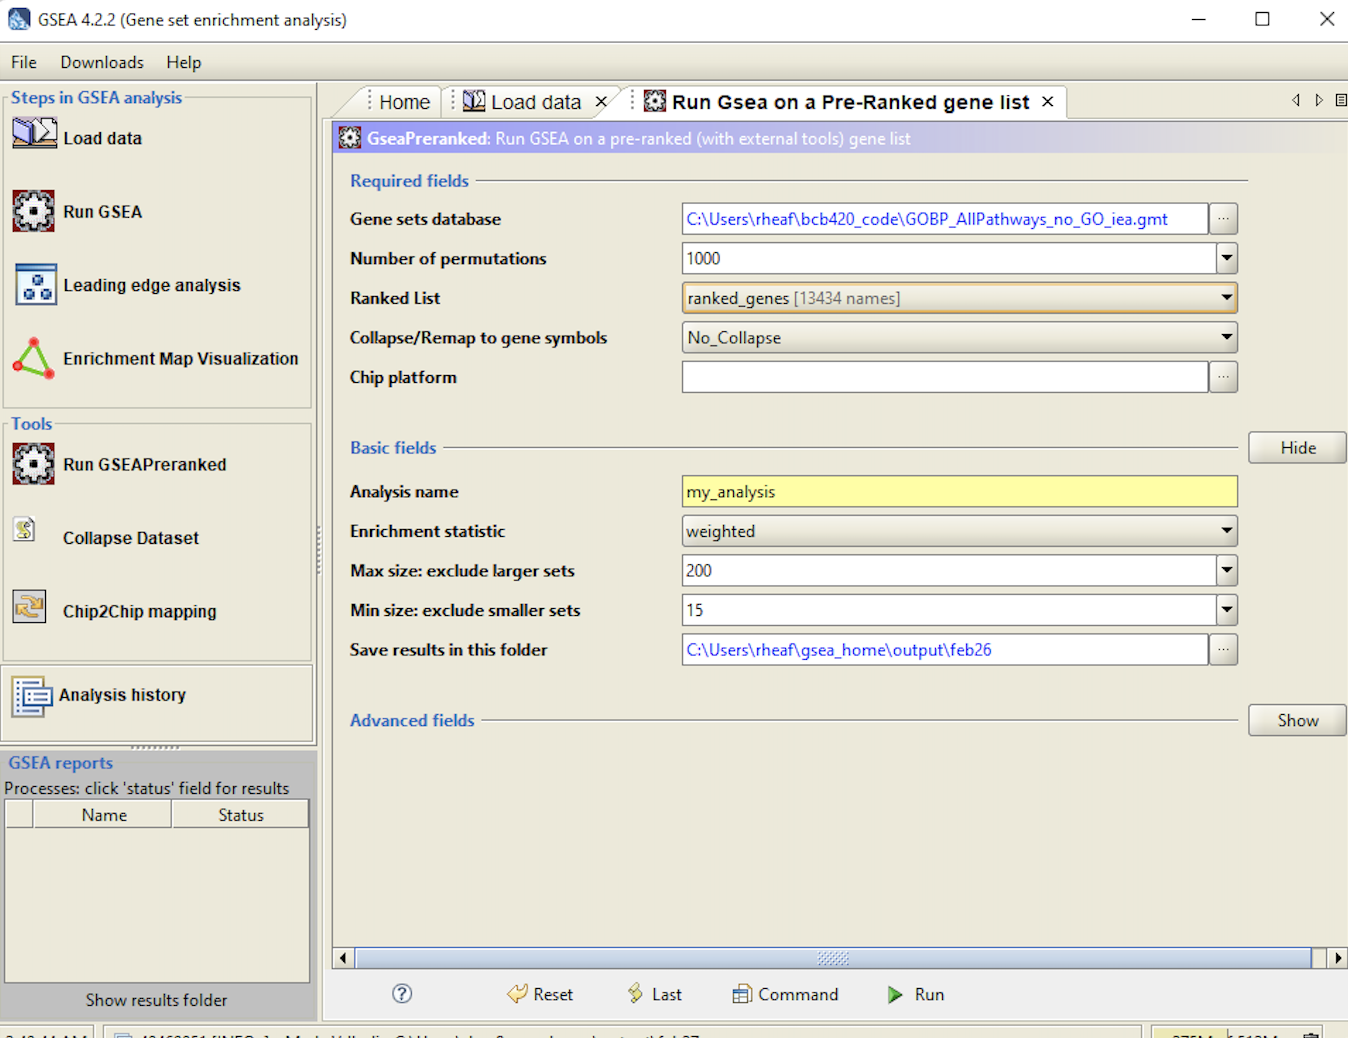 GSEA 4.2.2 (Gene set enrichment analysis)
File Downloads Help
Steps in GSEA analysis
Load data
Run GSEA
Leading edge analysis
Enrichment Map Visualization
Tools
Run GSEAPreranked
Collapse Dataset
Chip2Chip mapping
Analysis history
GSEA reports
Processes: click 'status' field for results
Name Status
Show results folder
Home Load data Run Gsea on a Pre-Ranked gene list
GseaPreranked: Run GSEA on a pre-ranked (with external tools) gene list
Required fields
Gene sets database C:\Users\rheaf\bcb420_code\GOBP_AllPathways_no_GO_iea.gmt ...
Number of permutations 1000
Ranked List ranked_genes [13434 names]
Collapse/Remap to gene symbols No_Collapse
Chip platform ...
Basic fields Hide
Analysis name my_analysis
Enrichment statistic weighted
Max size: exclude larger sets 200
Min size: exclude smaller sets 15
Save results in this folder C:\Users\rheaf\gsea_home\output\feb26 ...
Advanced fields Show
? Reset Last Command Run